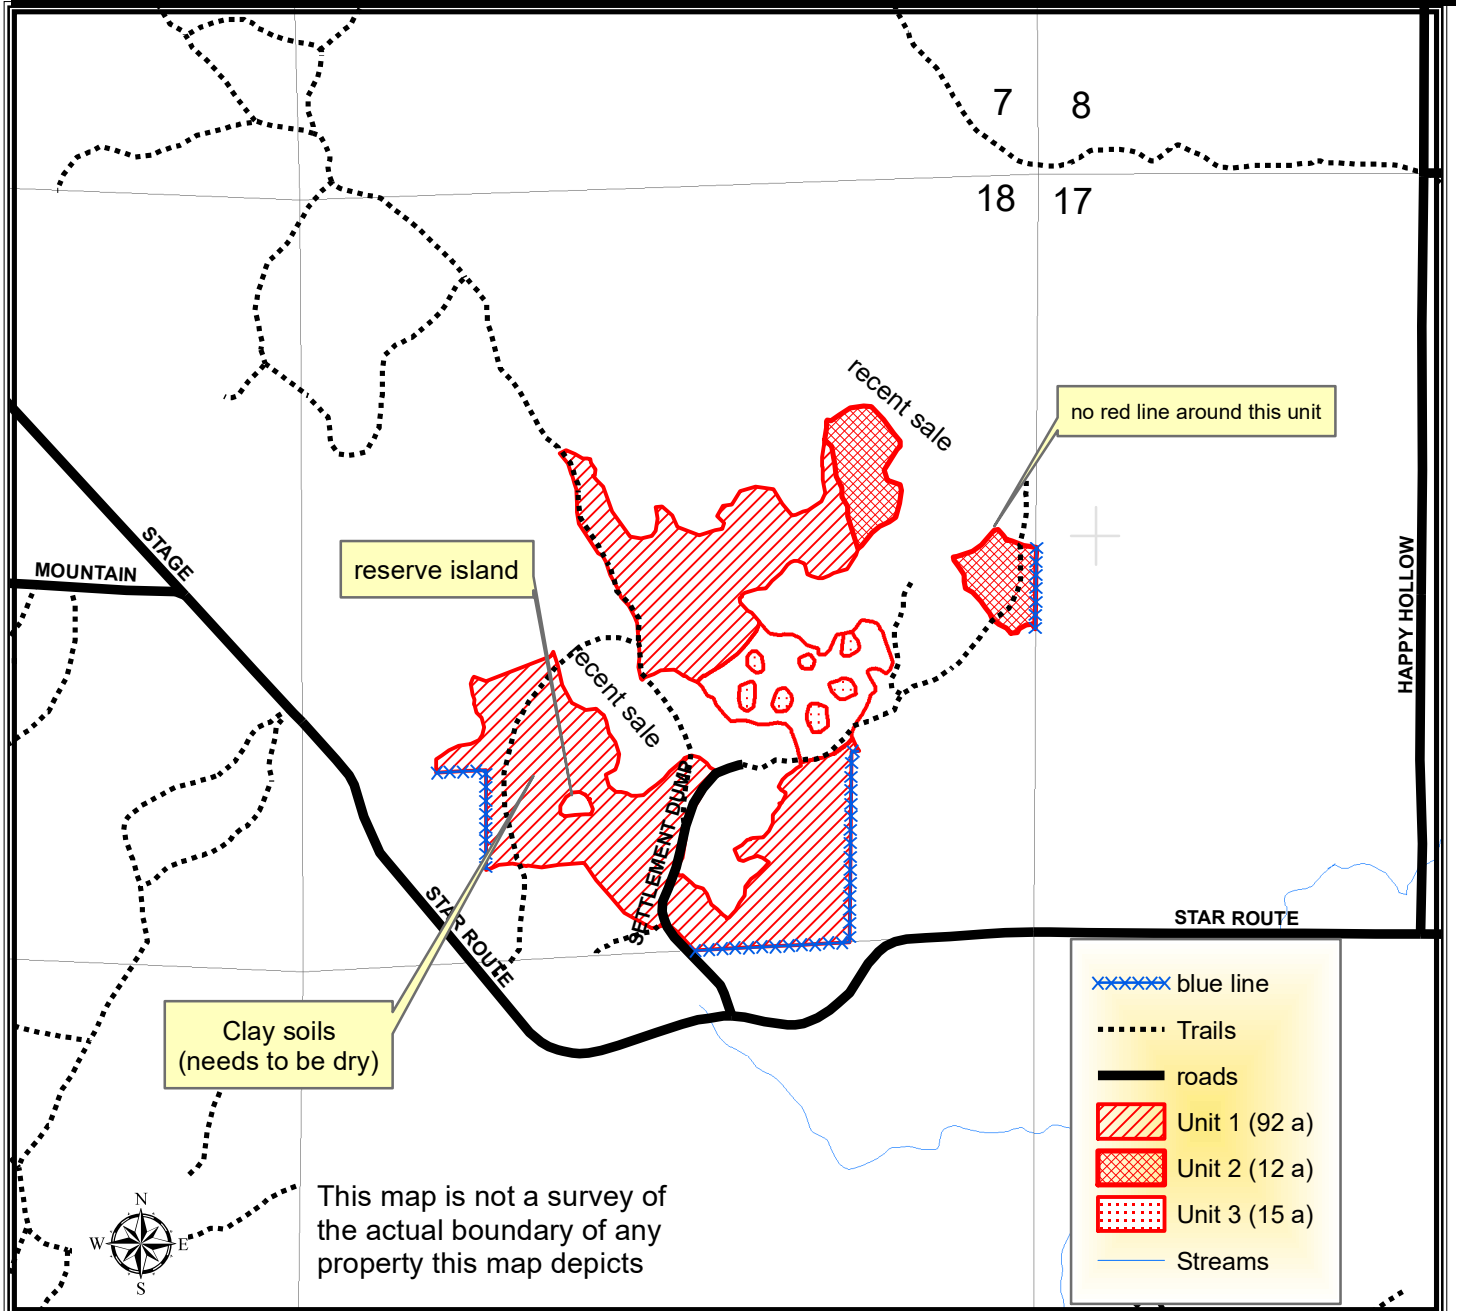 7 8
18 17
recent sale
no red line around this unit
STAGE
MOUNTAIN
reserve island
HAPPY HOLLOW
recent sale
SETTLEMENT DUMP
STAR ROUTE
STAR ROUTE
Clay soils
(needs to be dry)
blue line
Trails
roads
Unit 1 (92 a)
Unit 2 (12 a)
Unit 3 (15 a)
Streams
This map is not a survey of
the actual boundary of any
property this map depicts
N
W E
S